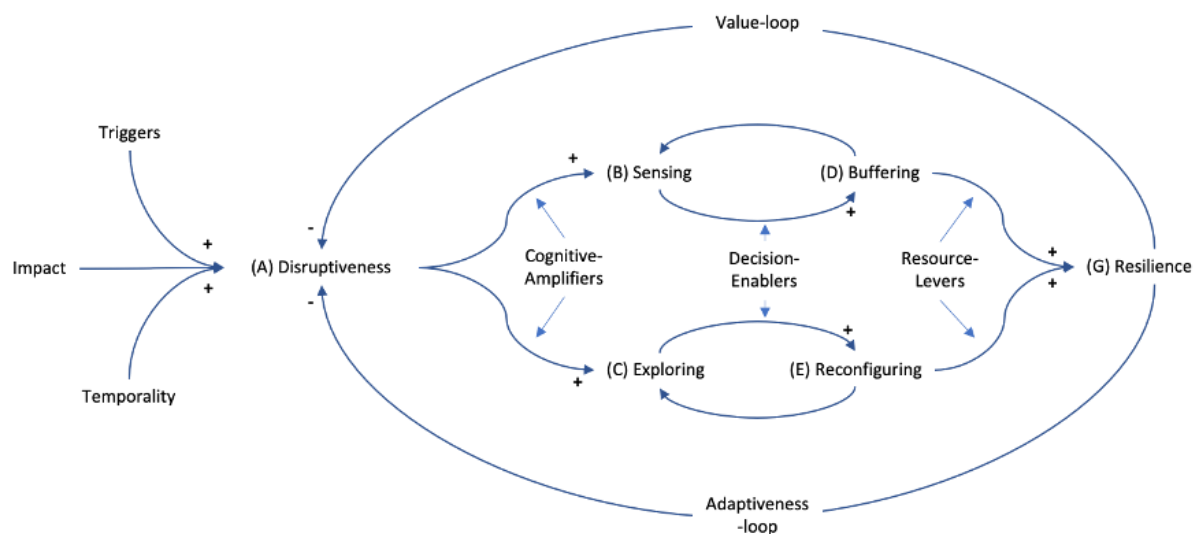 Value-loop
Triggers
+
(B) Sensing
(D) Buffering
+
-
+
+
Impact
(A) Disruptiveness
Cognitive-
Amplifiers
Decision-
Enablers
Resource-
Levers
(G) Resilience
+
+
-
+
(C) Exploring
(E) Reconfiguring
+
Temporality
Adaptiveness
-loop